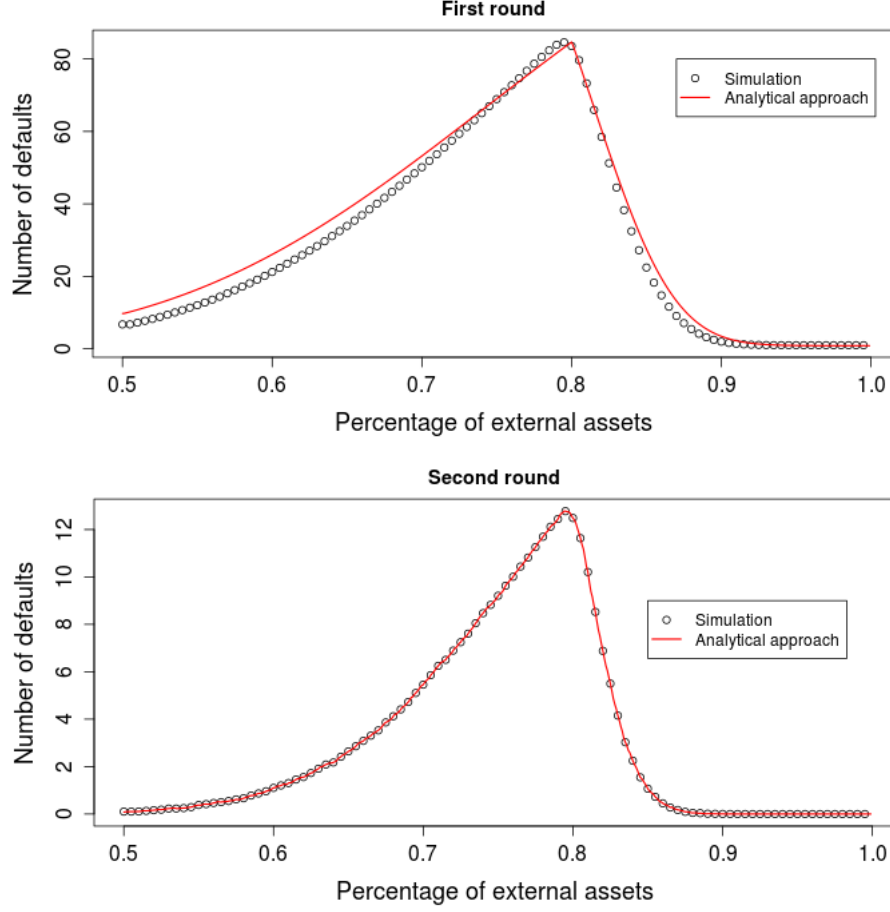 First round
Number of defaults
80
60
40
20
0
Simulation
Analytical approach
0.5 0.6 0.7 0.8 0.9 1.0
Percentage of external assets
Second round
Number of defaults
12
10
8
6
4
2
0
Simulation
Analytical approach
0.5 0.6 0.7 0.8 0.9 1.0
Percentage of external assets